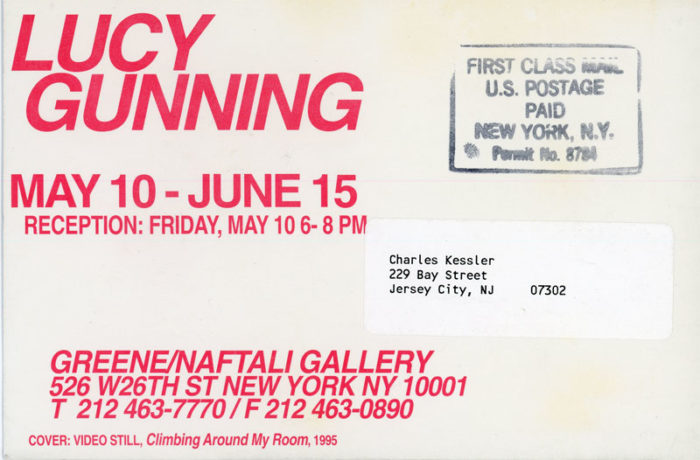 LUCY
GUNNING
MAY 10 - JUNE 15
RECEPTION: FRIDAY, MAY 10 6- 8 PM
FIRST CLASS MAIL
U.S. POSTAGE
PAID
NEW YORK, N.Y.
Permit No. 8784
Charles Kessler
229 Bay Street
Jersey City, NJ 07302
GREENE/NAFTALI GALLERY
526 W26TH ST NEW YORK NY 10001
T 212 463-7770 / F 212 463-0890
COVER: VIDEO STILL, Climbing Around My Room, 1995